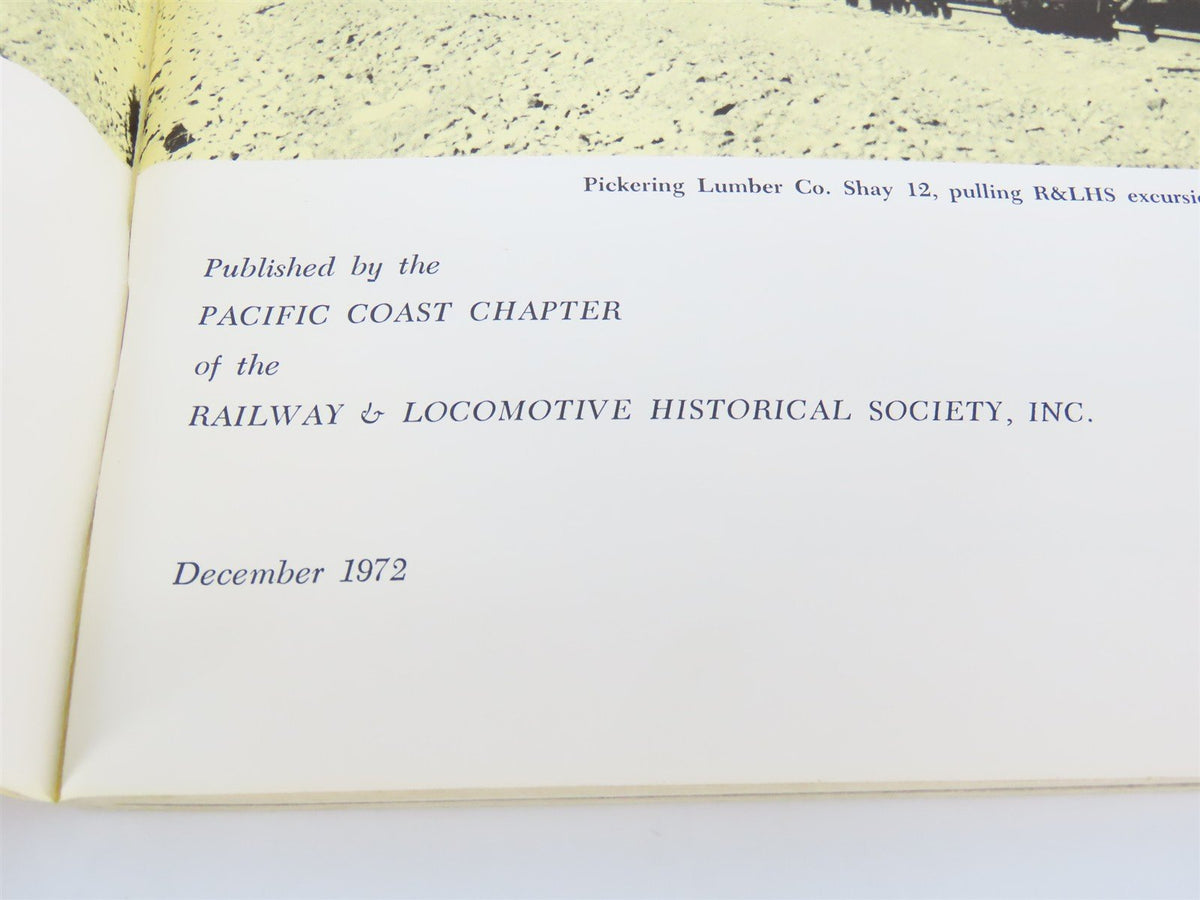 Pickering Lumber Co. Shay 12, pulling R&LHS
Published by the
PACIFIC COAST CHAPTER
of the
RAILWAY & LOCOMOTIVE HISTORICAL SOCIETY, INC.
December 1972